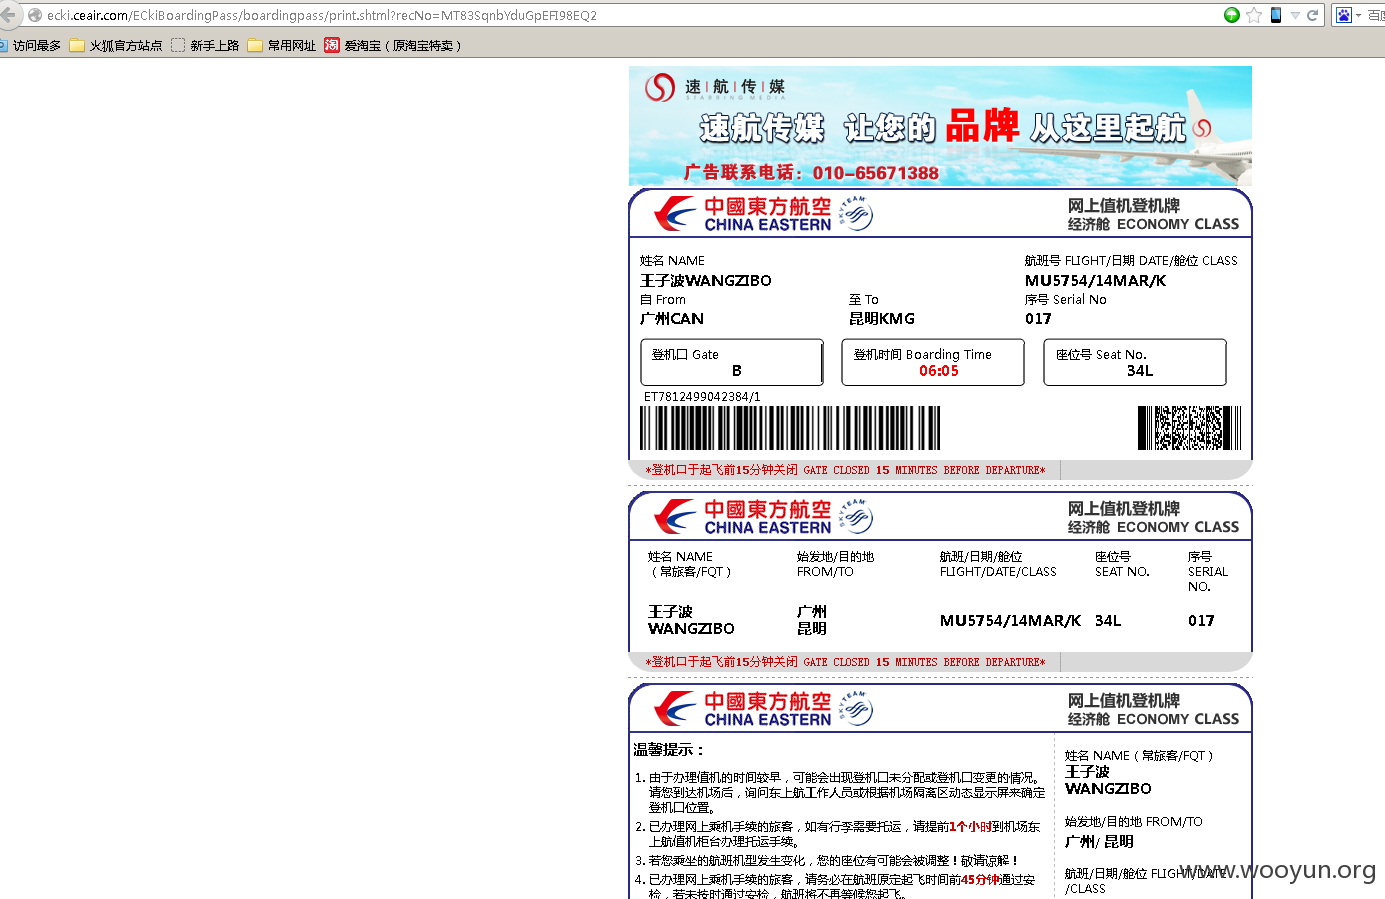 ecki.ceair.com/ECkiBoardingPass/boardingpass/print.shtml?recNo=MT83SqnbYduGpEFI98EQ2
访问最多 火狐官方站点 新手上路 常用网址 淘 爱淘宝（原淘宝特卖）
速|航|传|媒
STARRING MEDIA
速航传媒 让您的 品牌 从这里起航
广告联系电话：010-65671388
中國東方航空
CHINA EASTERN
SKYTEAM
网上值机登机牌
经济舱 ECONOMY CLASS
姓名 NAME
航班号 FLIGHT/日期 DATE/舱位 CLASS
王子波WANGZIBO
MU5754/14MAR/K
自 From
至 To
序号 Serial No
广州CAN
昆明KMG
017
登机口 Gate
B
登机时间 Boarding Time
06:05
座位号 Seat No.
34L
ET7812499042384/1
*登机口于起飞前15分钟关闭 GATE CLOSED 15 MINUTES BEFORE DEPARTURE*
中國東方航空
CHINA EASTERN
SKYTEAM
网上值机登机牌
经济舱 ECONOMY CLASS
姓名 NAME
（常旅客/FQT）
始发地/目的地
FROM/TO
航班/日期/舱位
FLIGHT/DATE/CLASS
座位号
SEAT NO.
序号
SERIAL
NO.
王子波
WANGZIBO
广州
昆明
MU5754/14MAR/K
34L
017
*登机口于起飞前15分钟关闭 GATE CLOSED 15 MINUTES BEFORE DEPARTURE*
中國東方航空
CHINA EASTERN
SKYTEAM
网上值机登机牌
经济舱 ECONOMY CLASS
温馨提示：
1. 由于办理值机的时间较早，可能会出现登机口未分配或登机口变更的情况。
请您到达机场后，询问东上航工作人员或根据机场隔离区动态显示屏来确定
登机口位置。
2. 已办理网上乘机手续的旅客，如有行李需要托运，请提前1个小时到机场东
上航值机柜台办理托运手续。
3. 若您乘坐的航班机型发生变化，您的座位有可能会被调整！敬请谅解！
4. 已办理网上乘机手续的旅客，请务必在航班原定起飞时间前45分钟通过安
检，若未按时通过安检，航班将不再等候您起飞。
姓名 NAME（常旅客/FQT）
王子波
WANGZIBO
始发地/目的地 FROM/TO
广州/ 昆明
航班/日期/舱位 FLIGHT/DATE
/CLASS
www.wooyun.org